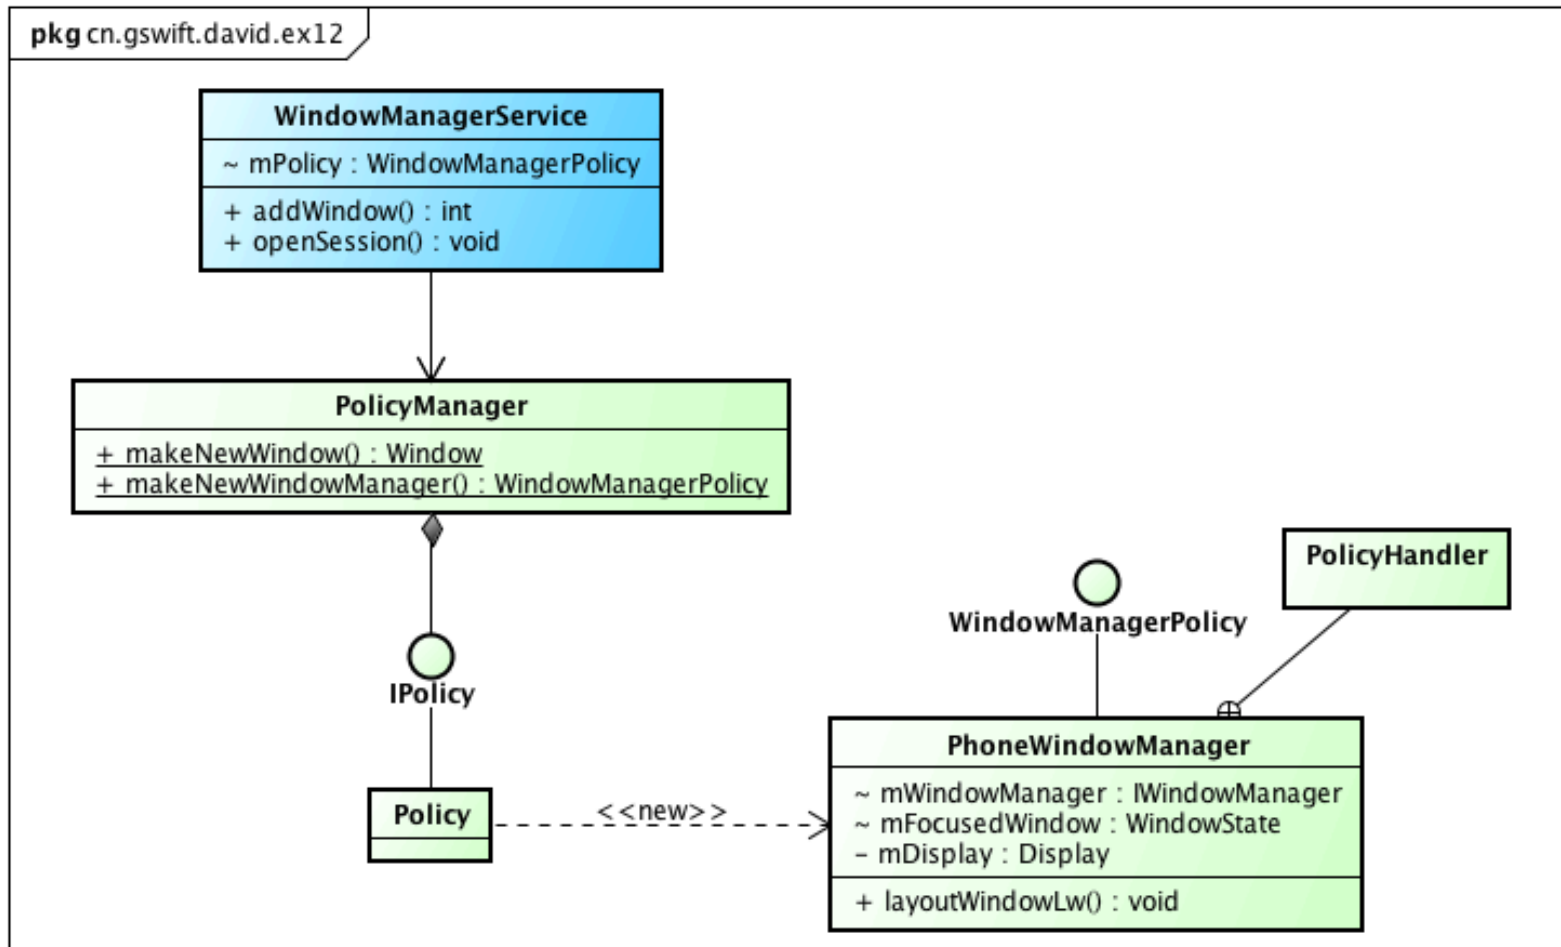 pkg cn.gswift.david.ex12
WindowManagerService
~ mPolicy : WindowManagerPolicy
+ addWindow() : int
+ openSession() : void
PolicyManager
+ makeNewWindow() : Window
+ makeNewWindowManager() : WindowManagerPolicy
IPolicy
Policy
<<new>>
WindowManagerPolicy
PolicyHandler
PhoneWindowManager
~ mWindowManager : IWindowManager
~ mFocusedWindow : WindowState
- mDisplay : Display
+ layoutWindowLw() : void